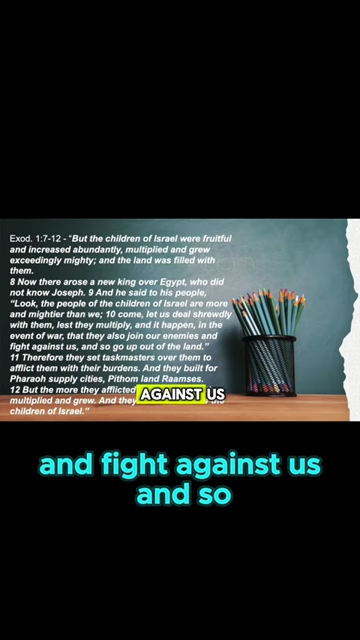 Exod. 1:7-12 - "But the children of Israel were fruitful
and increased abundantly, multiplied and grew
exceedingly mighty; and the land was filled with
them.
8 Now there arose a new king over Egypt, who did
not know Joseph. 9 And he said to his people,
"Look, the people of the children of Israel are more
and mightier than we; 10 come, let us deal shrewdly
with them, lest they multiply, and it happen, in the
event of war, that they also join our enemies and
fight against us, and so go up out of the land."
11 Therefore they set taskmasters over them to
afflict them with their burdens. And they built for
Pharaoh supply cities, Pithom and Raamses.
12 But the more they afflicted
multiplied and grew. And they the
children of Israel."
AGAINST US
and fight against us
and so